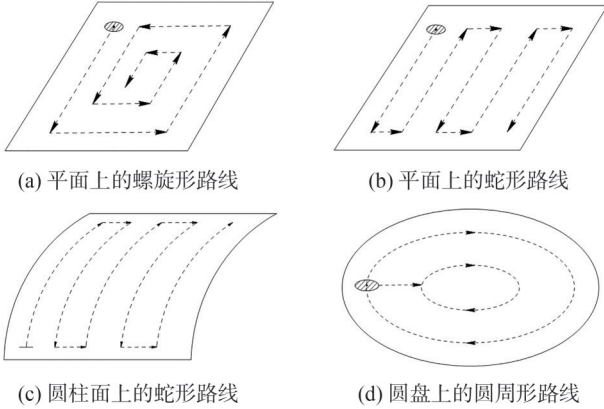 (a) 平面上的螺旋形路线
(b) 平面上的蛇形路线
(c) 圆柱面上的蛇形路线
(d) 圆盘上的圆周形路线